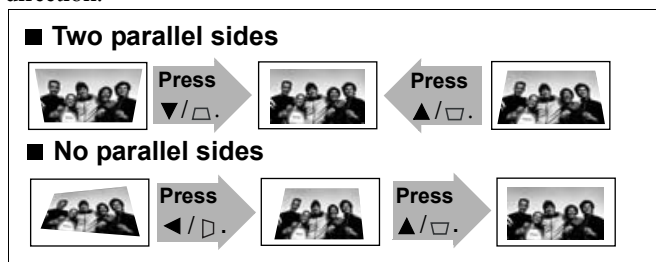 ■ Two parallel sides
Press Press
▼/⏢. ▲/⏢.
■ No parallel sides
Press Press
◀/▷. ▲/⏢.